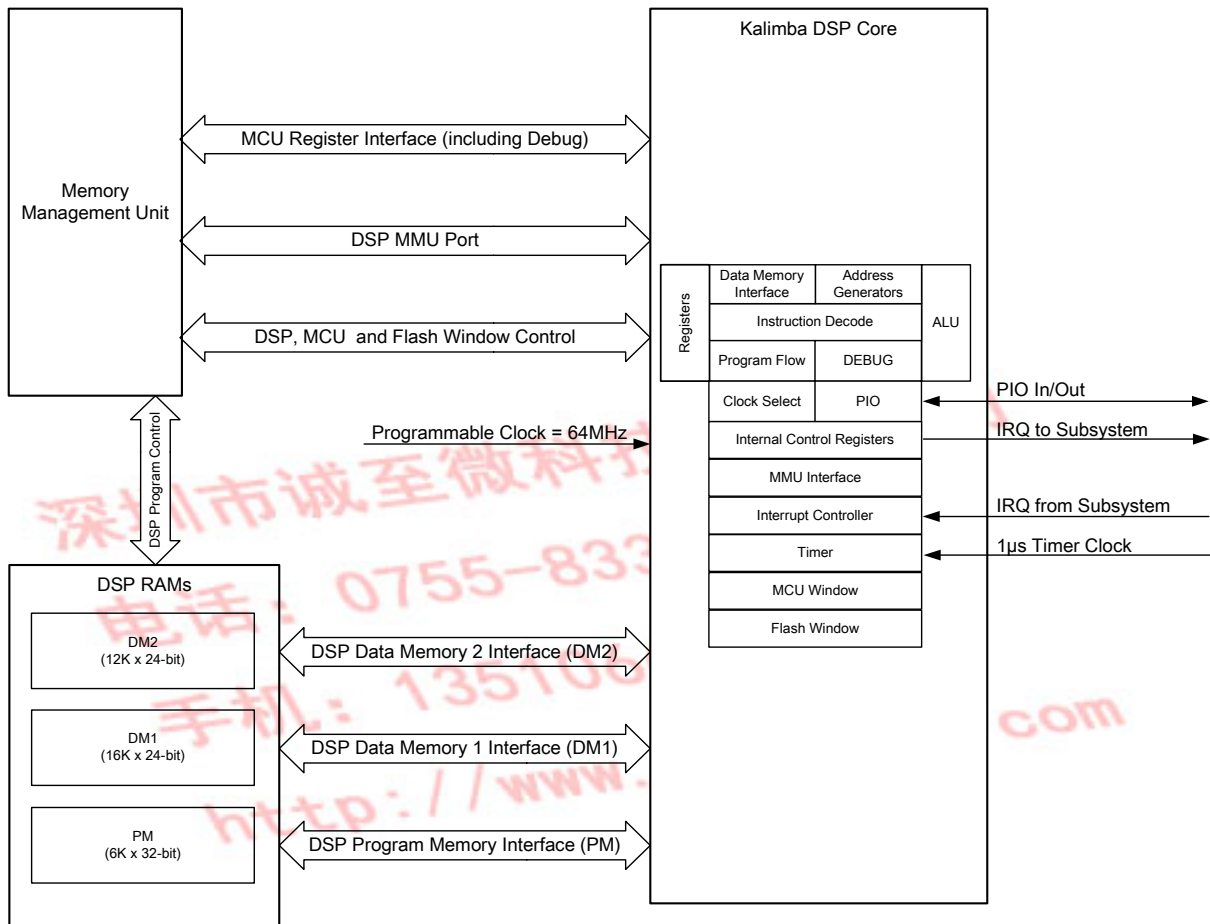 Kalimba DSP Core
MCU Register Interface (including Debug)
Memory
Management Unit
DSP MMU Port
DSP, MCU and Flash Window Control
Registers
Data Memory
Interface
Address
Generators
ALU
Instruction Decode
Program Flow
DEBUG
Clock Select
PIO
PIO In/Out
Programmable Clock = 64MHz
Internal Control Registers
IRQ to Subsystem
MMU Interface
Interrupt Controller
IRQ from Subsystem
Timer
1µs Timer Clock
MCU Window
Flash Window
DSP Program Control
DSP RAMs
DM2
(12K x 24-bit)
DSP Data Memory 2 Interface (DM2)
DM1
(16K x 24-bit)
DSP Data Memory 1 Interface (DM1)
PM
(6K x 32-bit)
DSP Program Memory Interface (PM)
深圳市诚至微科技
电话：0755-833
手机：13510
http://www.
com